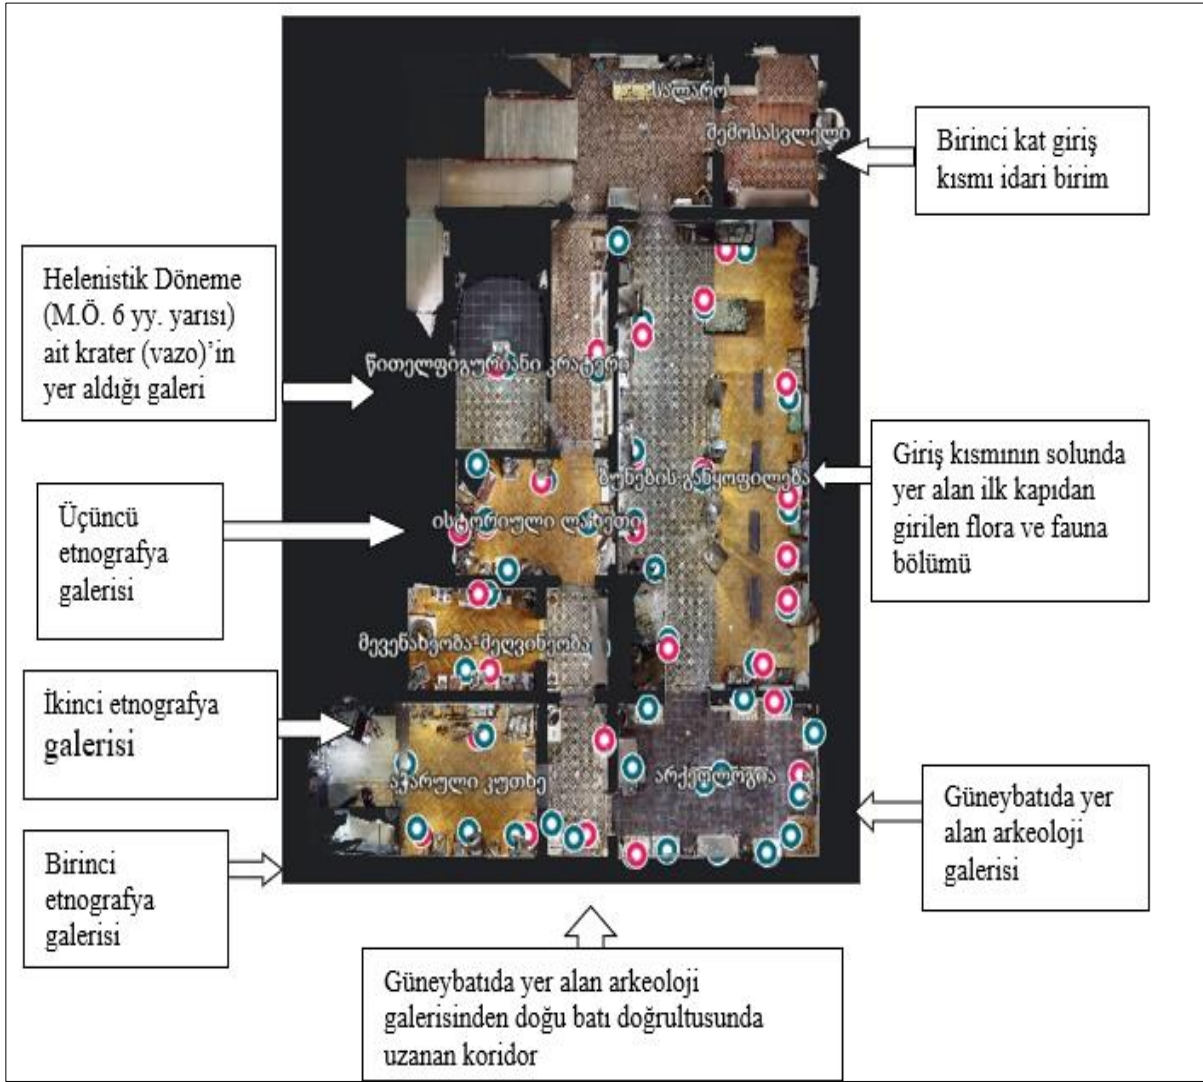 სალარო
შემოსასვლელი
Birinci kat giriş
kısmı idari birim
Helenistik Döneme
(M.Ö. 6 yy. yarısı)
ait krater (vazo)’in
yer aldığı galeri
წითელფიგურიანი კრატერი
Giriş kısmının solunda
yer alan ilk kapıdan
girilen flora ve fauna
bölümü
ბუნების განყოფილება
Üçüncü
etnografya
galerisi
ისტორიული ლაზეთი
მევენახეობა-მეღვინეობა
İkinci etnografya
galerisi
აჭარული კუთხე
არქეოლოგია
Güneybatıda yer
alan arkeoloji
galerisi
Birinci
etnografya
galerisi
Güneybatıda yer alan arkeoloji
galerisinden doğu batı doğrultusunda
uzanan koridor